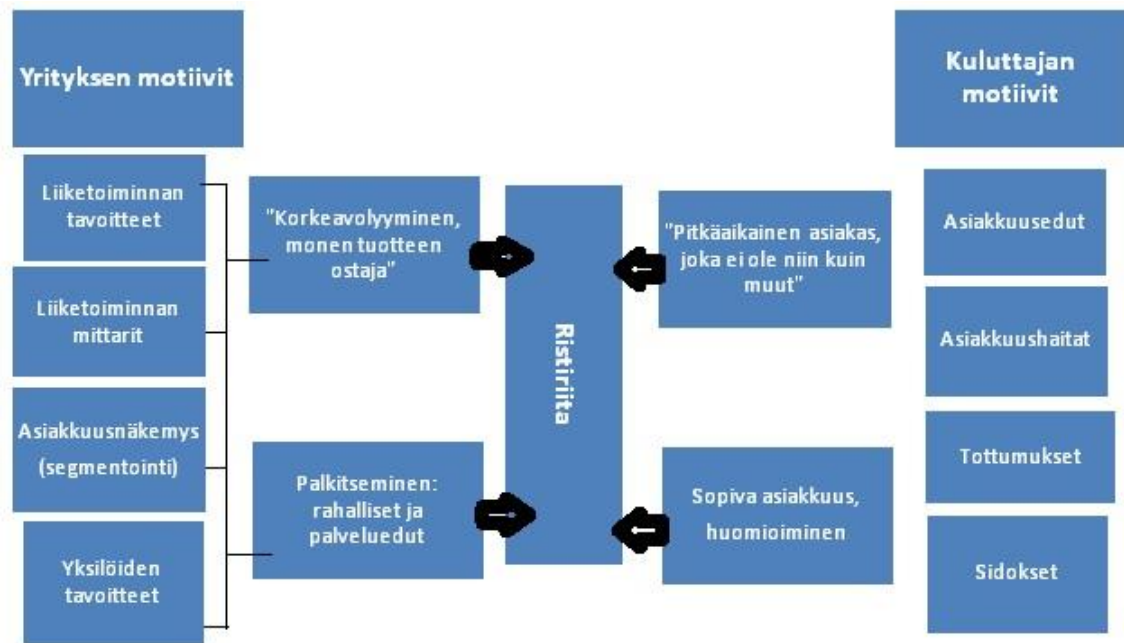 Yrityksen motiivit
Liiketoiminnan
tavoitteet
Liiketoiminnan
mittarit
Asiakkuusnäkemys
(segmentointi)
Yksilöiden
tavoitteet
"Korkeavolyyminen,
monen tuotteen
ostaja"
Palkitseminen:
rahalliset ja
palveluedut
Ristiriita
"Pitkäaikainen asiakas,
joka ei ole niin kuin
muut"
Sopiva asiakkuus,
huomioiminen
Kuluttajan
motiivit
Asiakkuusedut
Asiakkuushaitat
Tottumukset
Sidokset